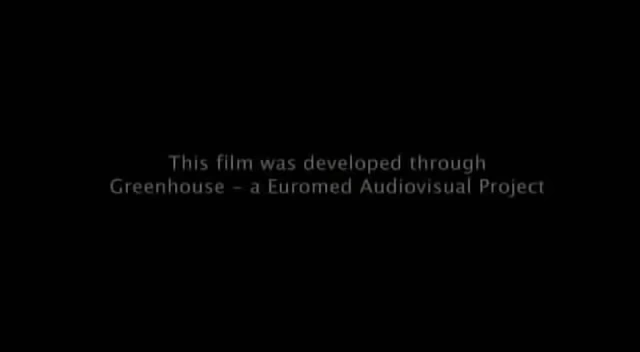 This film was developed through
Greenhouse – a Euromed Audiovisual Project